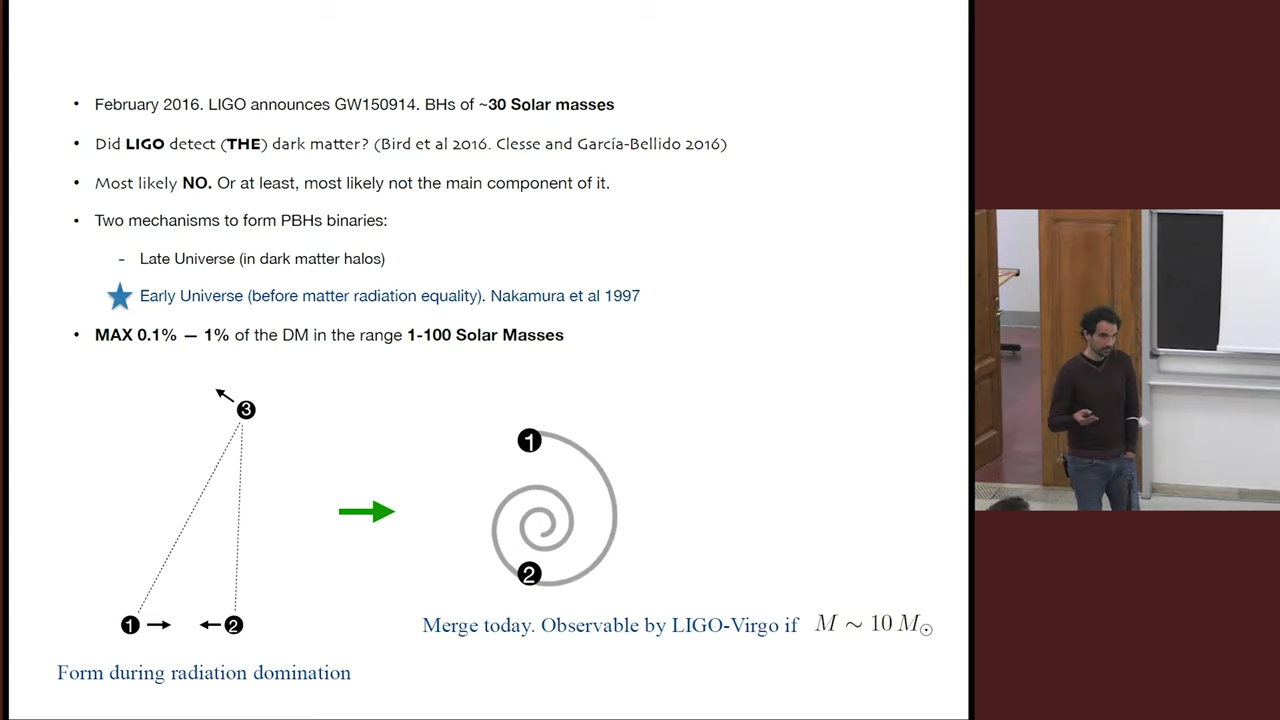 • February 2016. LIGO announces GW150914. BHs of ~30 Solar masses
• Did LIGO detect (THE) dark matter? (Bird et al 2016. Clesse and García-Bellido 2016)
• Most likely NO. Or at least, most likely not the main component of it.
• Two mechanisms to form PBHs binaries:
- Late Universe (in dark matter halos)
Early Universe (before matter radiation equality). Nakamura et al 1997
• MAX 0.1% — 1% of the DM in the range 1-100 Solar Masses
3
1
2
1 2
Merge today. Observable by LIGO-Virgo if M ∼ 10 M⊙
Form during radiation domination